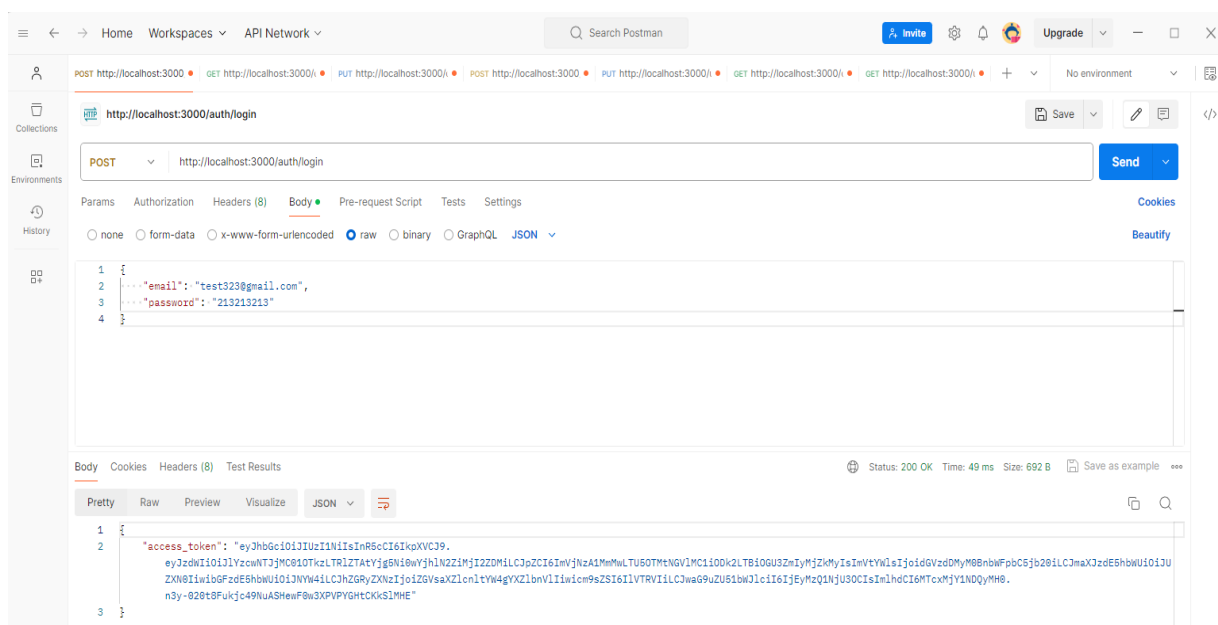 Home Workspaces API Network Search Postman Invite Upgrade
POST http://localhost:3000 GET http://localhost:3000/ PUT http://localhost:3000/ POST http://localhost:3000 PUT http://localhost:3000/ GET http://localhost:3000/ GET http://localhost:3000/ No environment
HTTP http://localhost:3000/auth/login Save
Collections
POST http://localhost:3000/auth/login Send
Environments
Params Authorization Headers (8) Body Pre-request Script Tests Settings Cookies
History
none form-data x-www-form-urlencoded raw binary GraphQL JSON Beautify
1 {
2 "email": "test323@gmail.com",
3 "password": "213213213"
4 }
Body Cookies Headers (8) Test Results Status: 200 OK Time: 49 ms Size: 692 B Save as example
Pretty Raw Preview Visualize JSON
1 {
2 "access_token": "eyJhbGciOiJIUzI1NiIsInR5cCI6IkpXVCJ9.
3 }